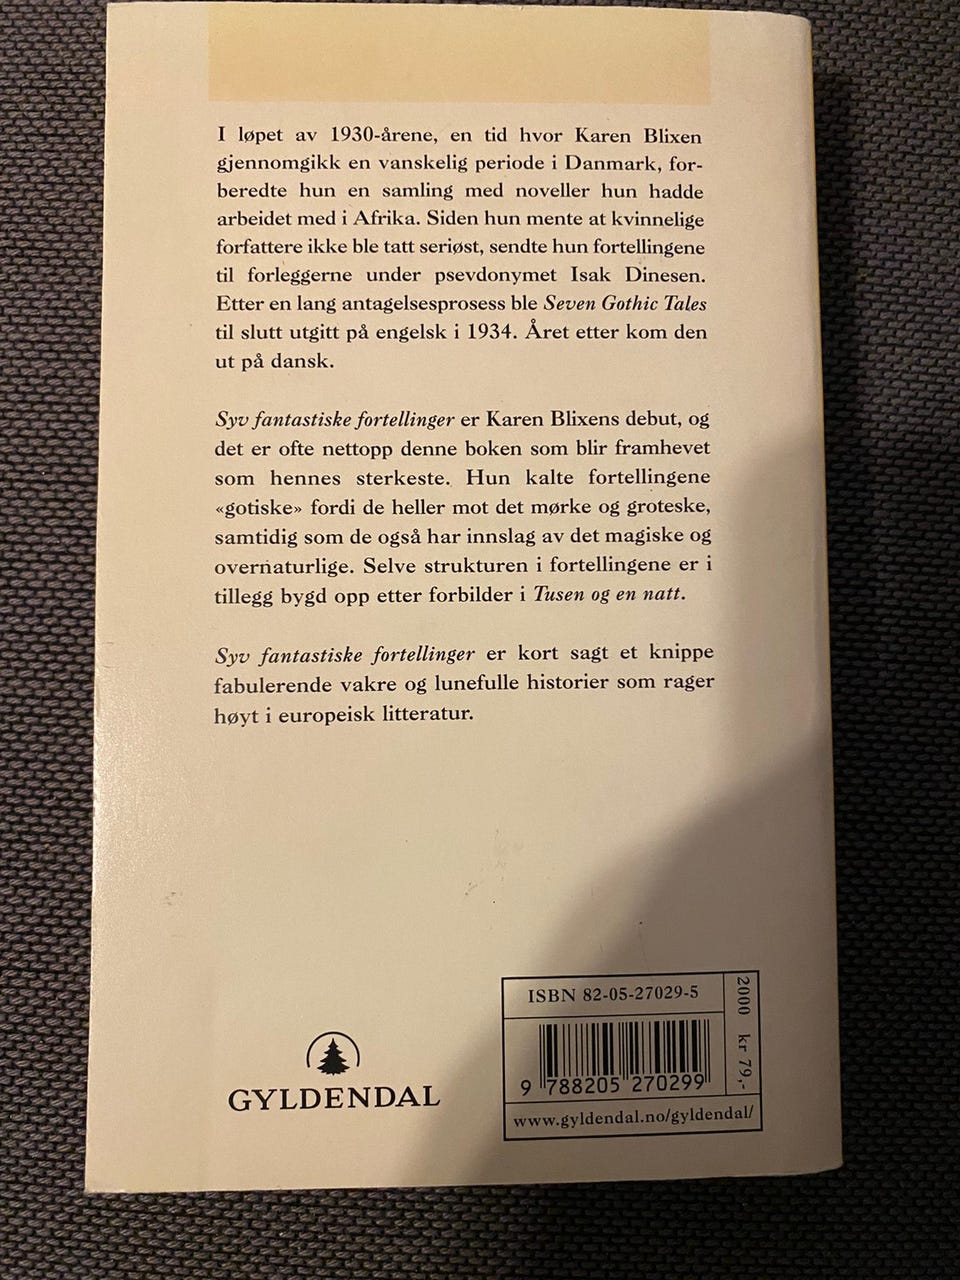 I løpet av 1930-årene, en tid hvor Karen Blixen
gjennomgikk en vanskelig periode i Danmark, for-
beredte hun en samling med noveller hun hadde
arbeidet med i Afrika. Siden hun mente at kvinnelige
forfattere ikke ble tatt seriøst, sendte hun fortellingene
til forleggerne under psevdonymet Isak Dinesen.
Etter en lang antagelsesprosess ble Seven Gothic Tales
til slutt utgitt på engelsk i 1934. Året etter kom den
ut på dansk.
Syv fantastiske fortellinger er Karen Blixens debut, og
det er ofte nettopp denne boken som blir framhevet
som hennes sterkeste. Hun kalte fortellingene
«gotiske» fordi de heller mot det mørke og groteske,
samtidig som de også har innslag av det magiske og
overnaturlige. Selve strukturen i fortellingene er i
tillegg bygd opp etter forbilder i Tusen og en natt.
Syv fantastiske fortellinger er kort sagt et knippe
fabulerende vakre og lunefulle historier som rager
høyt i europeisk litteratur.
GYLDENDAL
ISBN 82-05-27029-5
9 788205 270299
www.gyldendal.no/gyldendal/
2000 kr 79,-